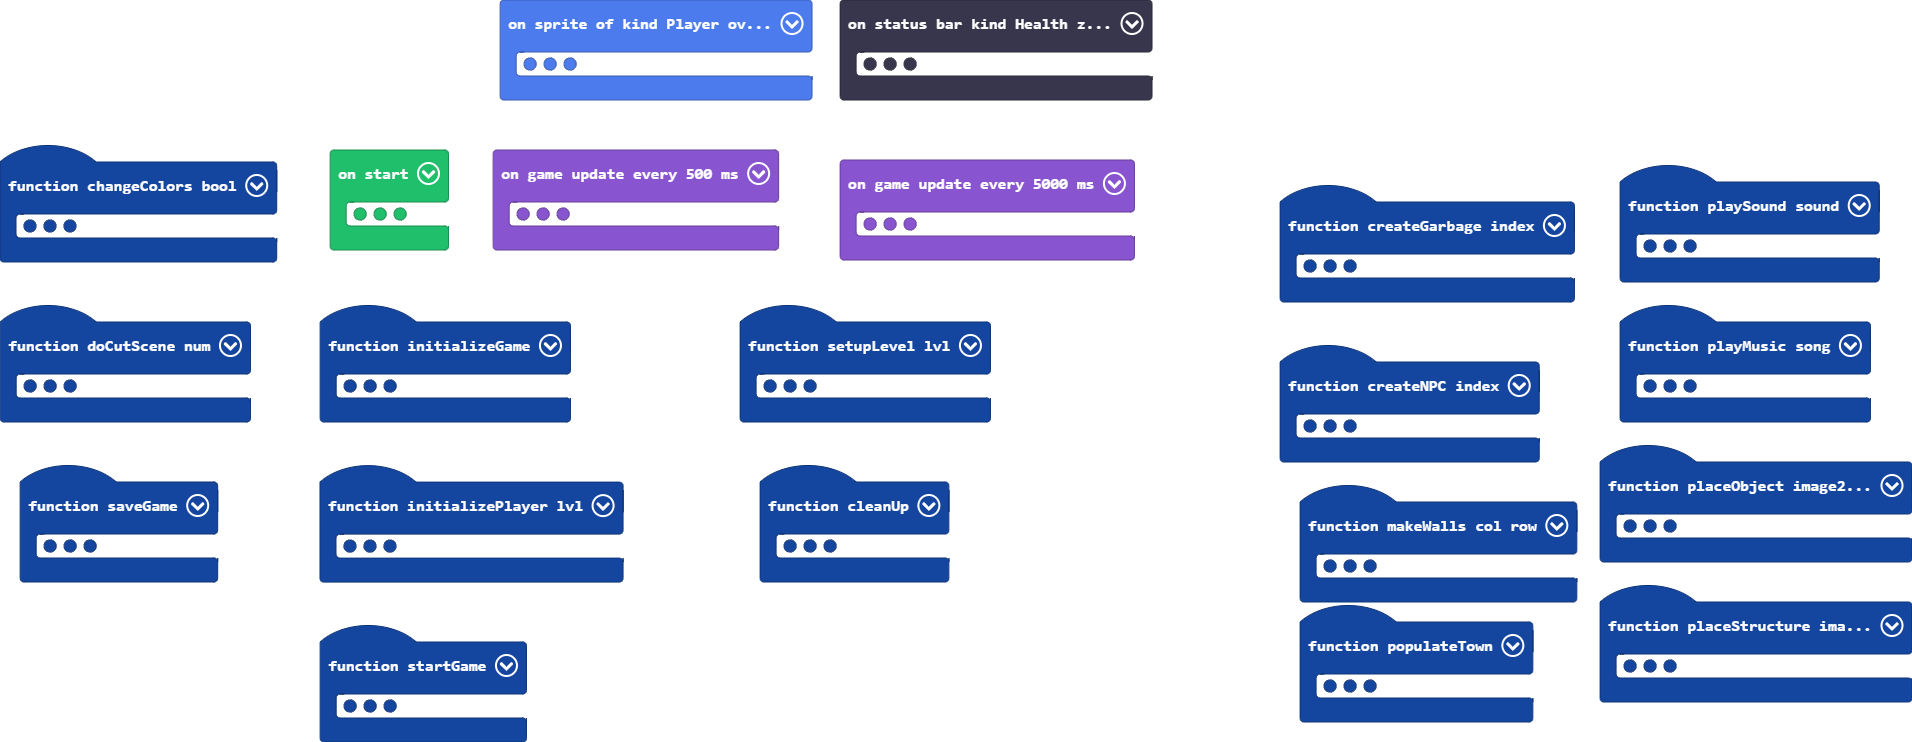 on sprite of kind Player ov...
on status bar kind Health z...
function changeColors bool
on start
on game update every 500 ms
on game update every 5000 ms
function createGarbage index
function playSound sound
function doCutScene num
function initializeGame
function setupLevel lvl
function createNPC index
function playMusic song
function saveGame
function initializePlayer lvl
function cleanUp
function makeWalls col row
function placeObject image2...
function startGame
function populateTown
function placeStructure ima...